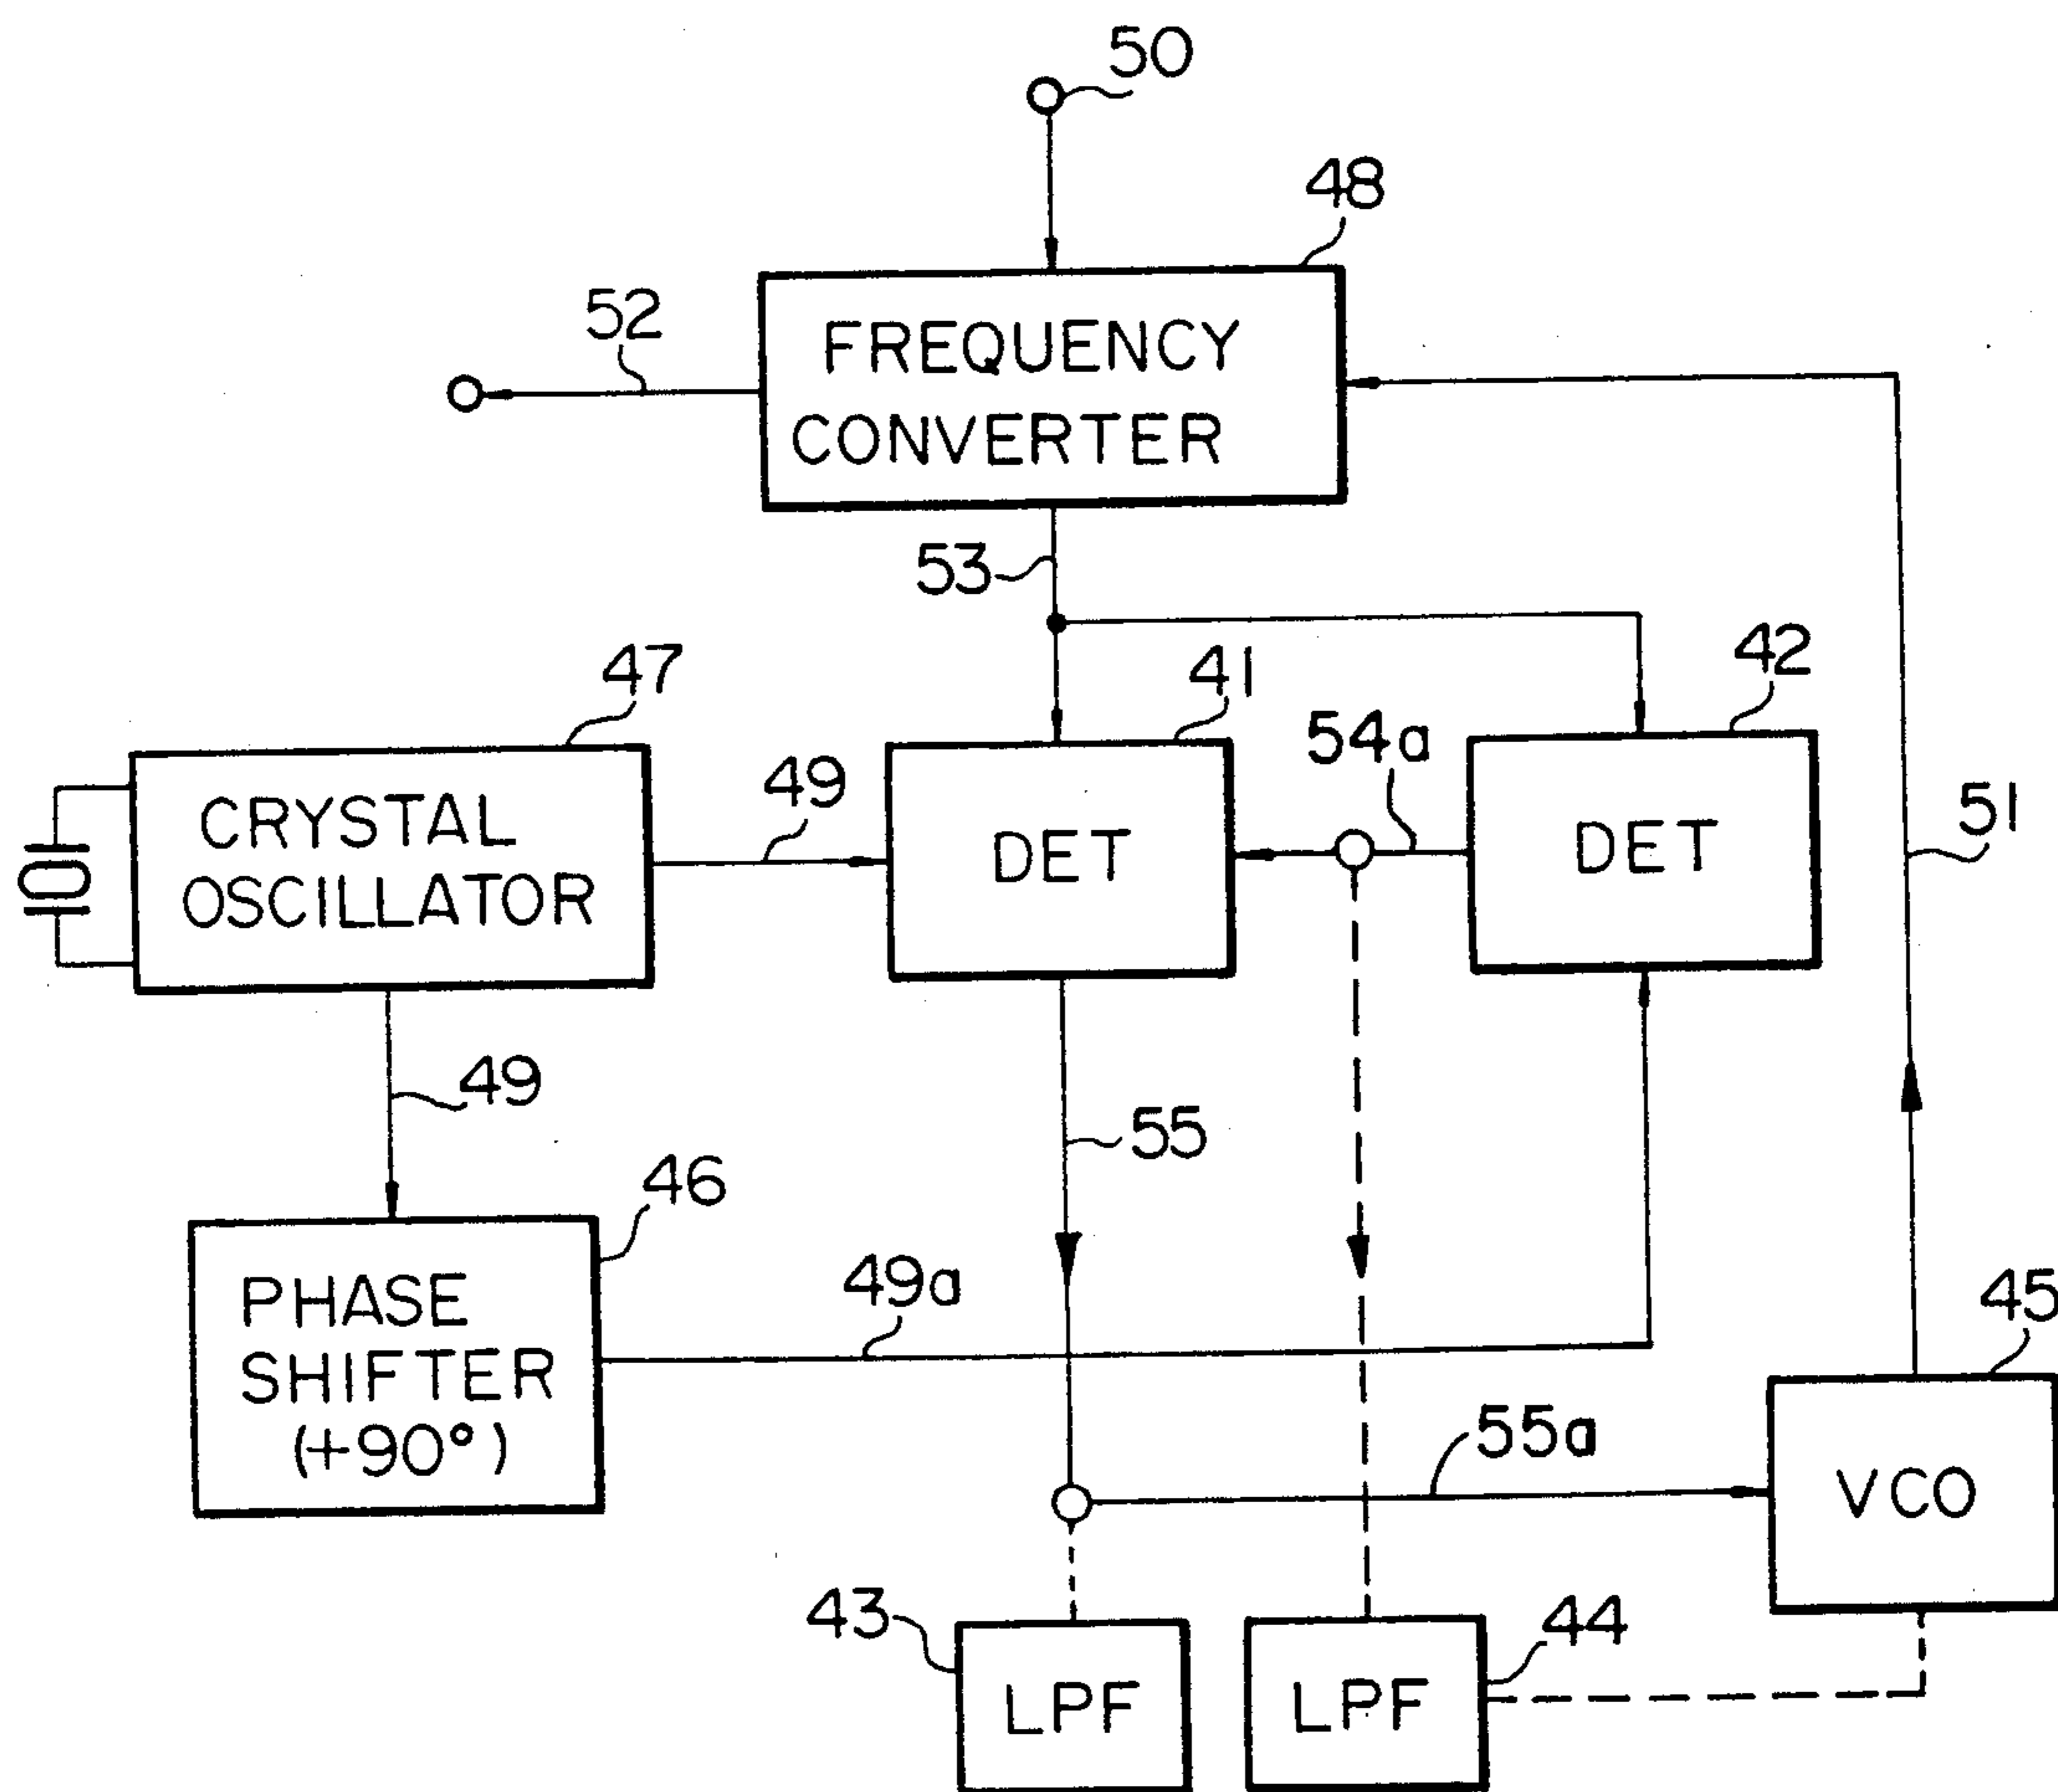 50
48
52
FREQUENCY
CONVERTER
53
47
41
42
54a
49
51
CRYSTAL
OSCILLATOR
DET
DET
49
55
46
49a
45
PHASE
SHIFTER
(+90°)
55a
VCO
43
44
LPF
LPF